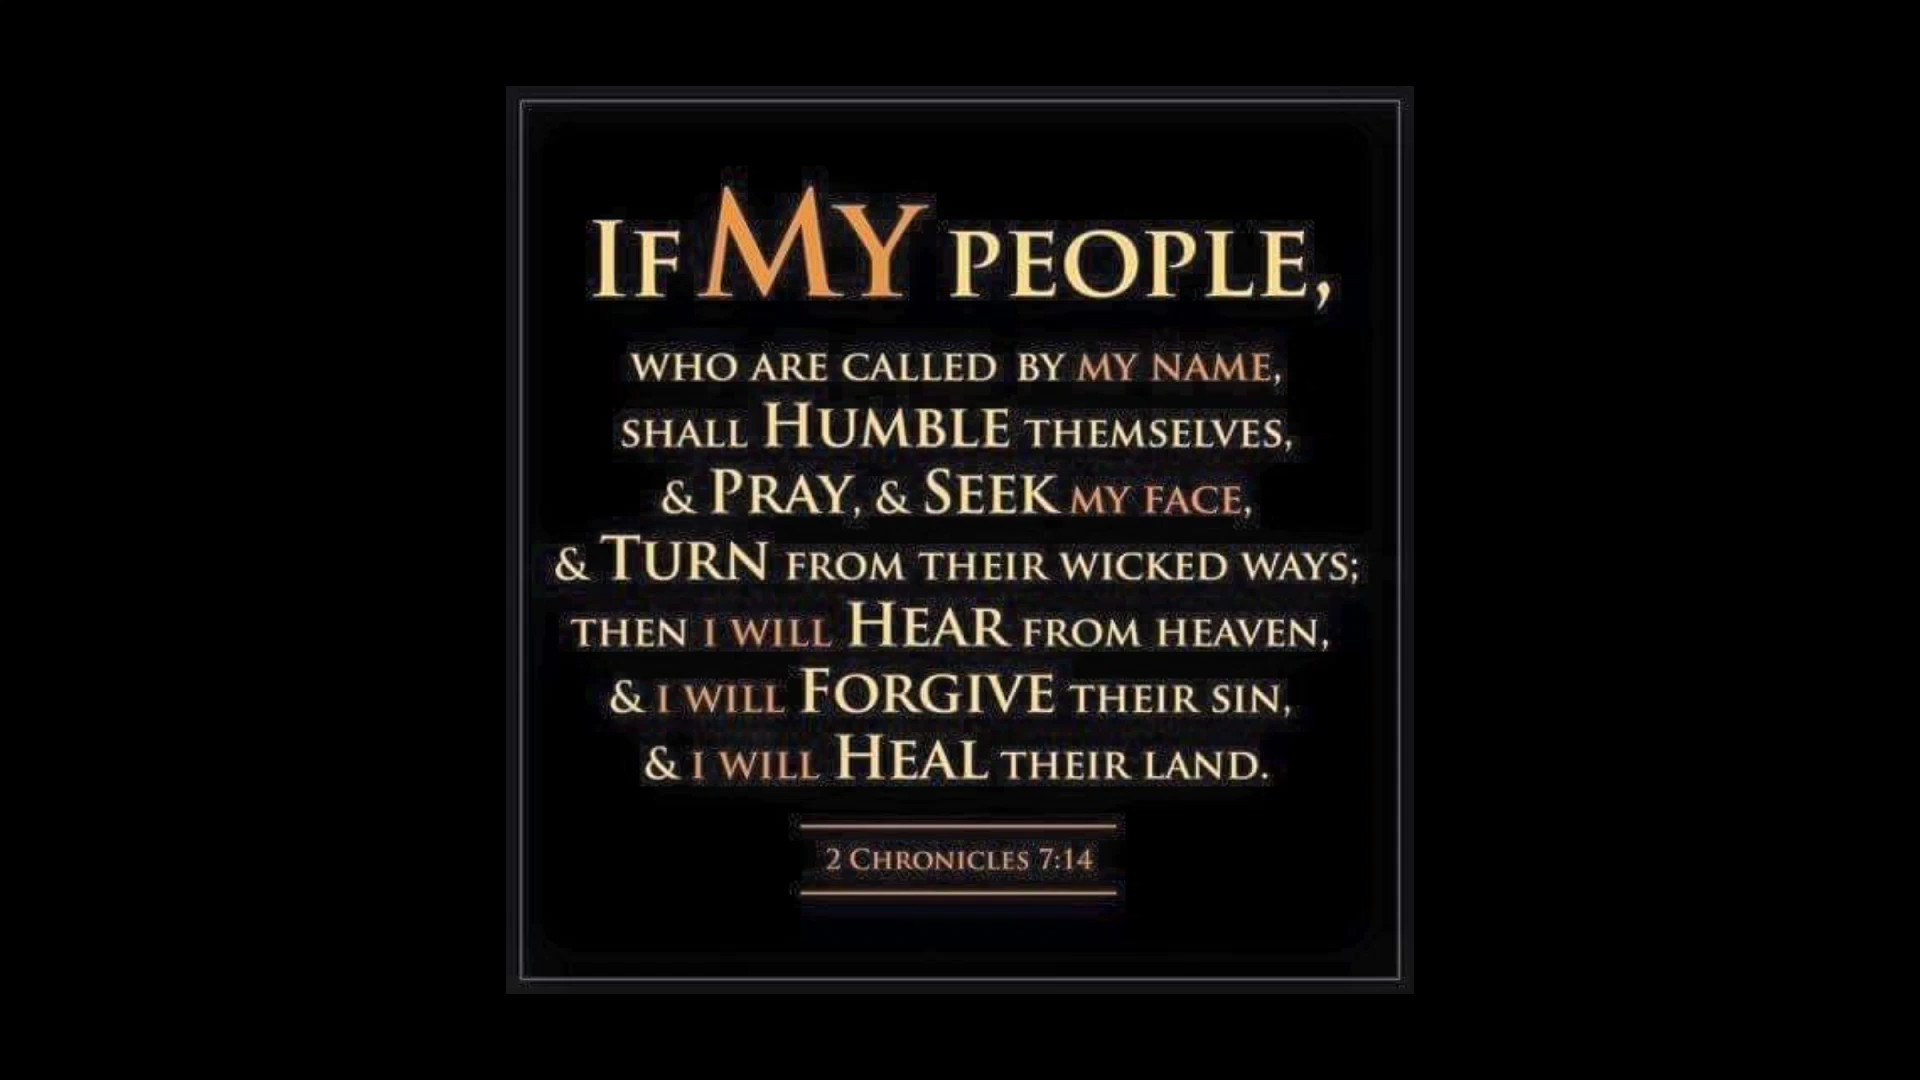 If MY PEOPLE,
WHO ARE CALLED BY MY NAME,
SHALL HUMBLE THEMSELVES,
& PRAY, & SEEK MY FACE,
& TURN FROM THEIR WICKED WAYS;
THEN I WILL HEAR FROM HEAVEN,
& I WILL FORGIVE THEIR SIN,
& I WILL HEAL THEIR LAND.
2 CHRONICLES 7:14